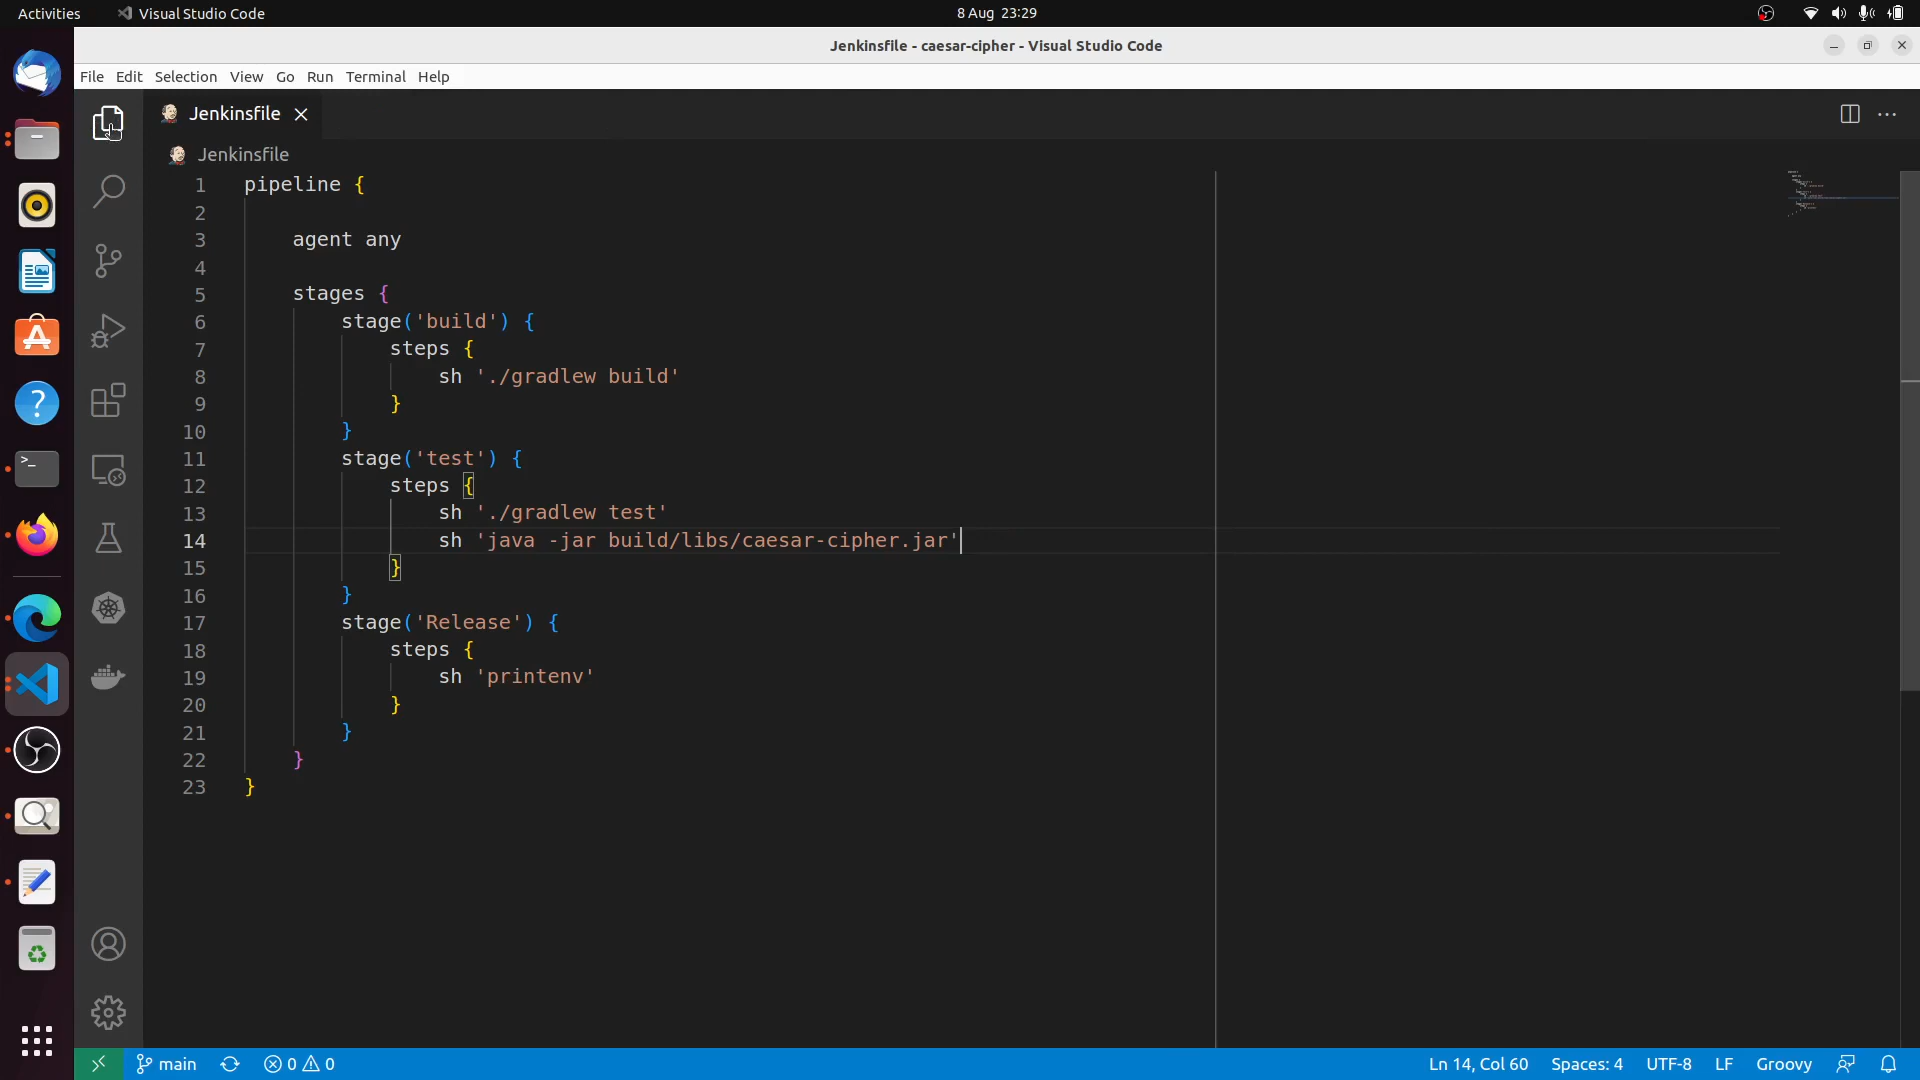 Activities
Visual Studio Code
8 Aug 23:29
Jenkinsfile - caesar-cipher - Visual Studio Code
File Edit Selection View Go Run Terminal Help
Jenkinsfile
Jenkinsfile
1 pipeline {
2
3     agent any
4
5     stages {
6         stage('build') {
7             steps {
8                 sh './gradlew build'
9             }
10         }
11         stage('test') {
12             steps {
13                 sh './gradlew test'
14                 sh 'java -jar build/libs/caesar-cipher.jar'
15             }
16         }
17         stage('Release') {
18             steps {
19                 sh 'printenv'
20             }
21         }
22     }
23 }
main 0 0 Ln 14, Col 60 Spaces: 4 UTF-8 LF Groovy